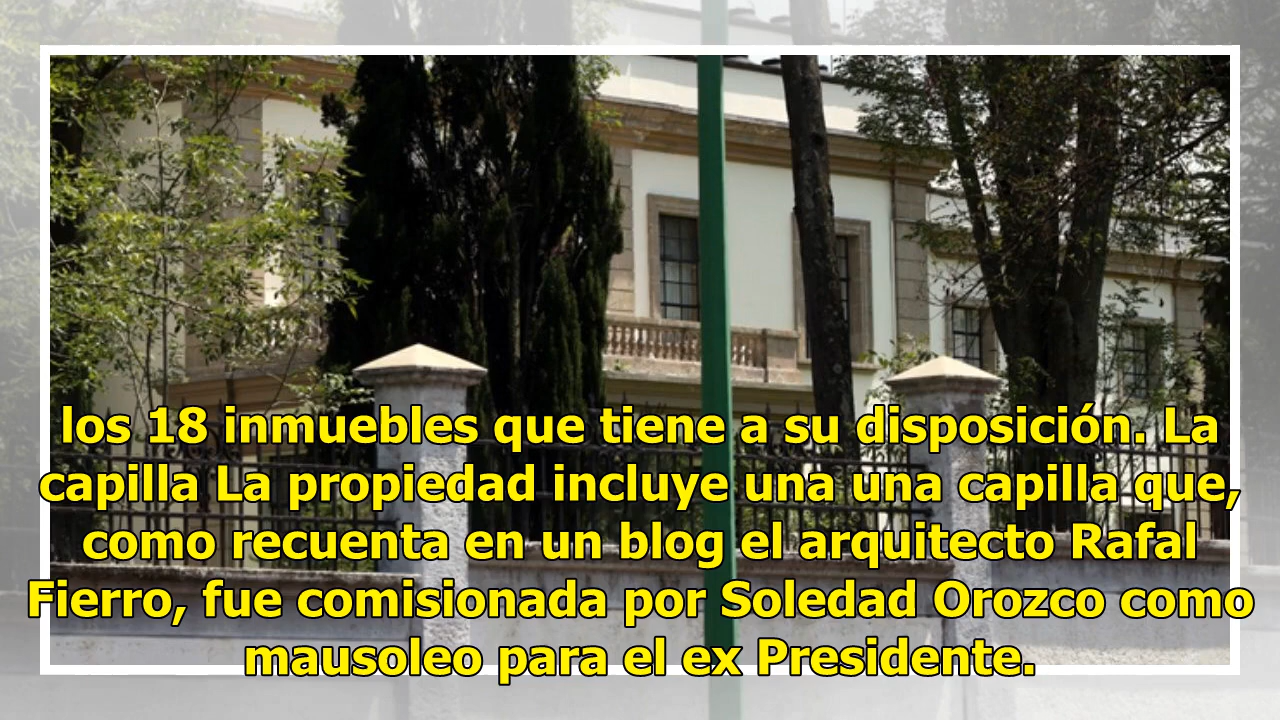 los 18 inmuebles que tiene a su disposición. La
capilla La propiedad incluye una una capilla que,
como recuenta en un blog el arquitecto Rafal
Fierro, fue comisionada por Soledad Orozco como
mausoleo para el ex Presidente.